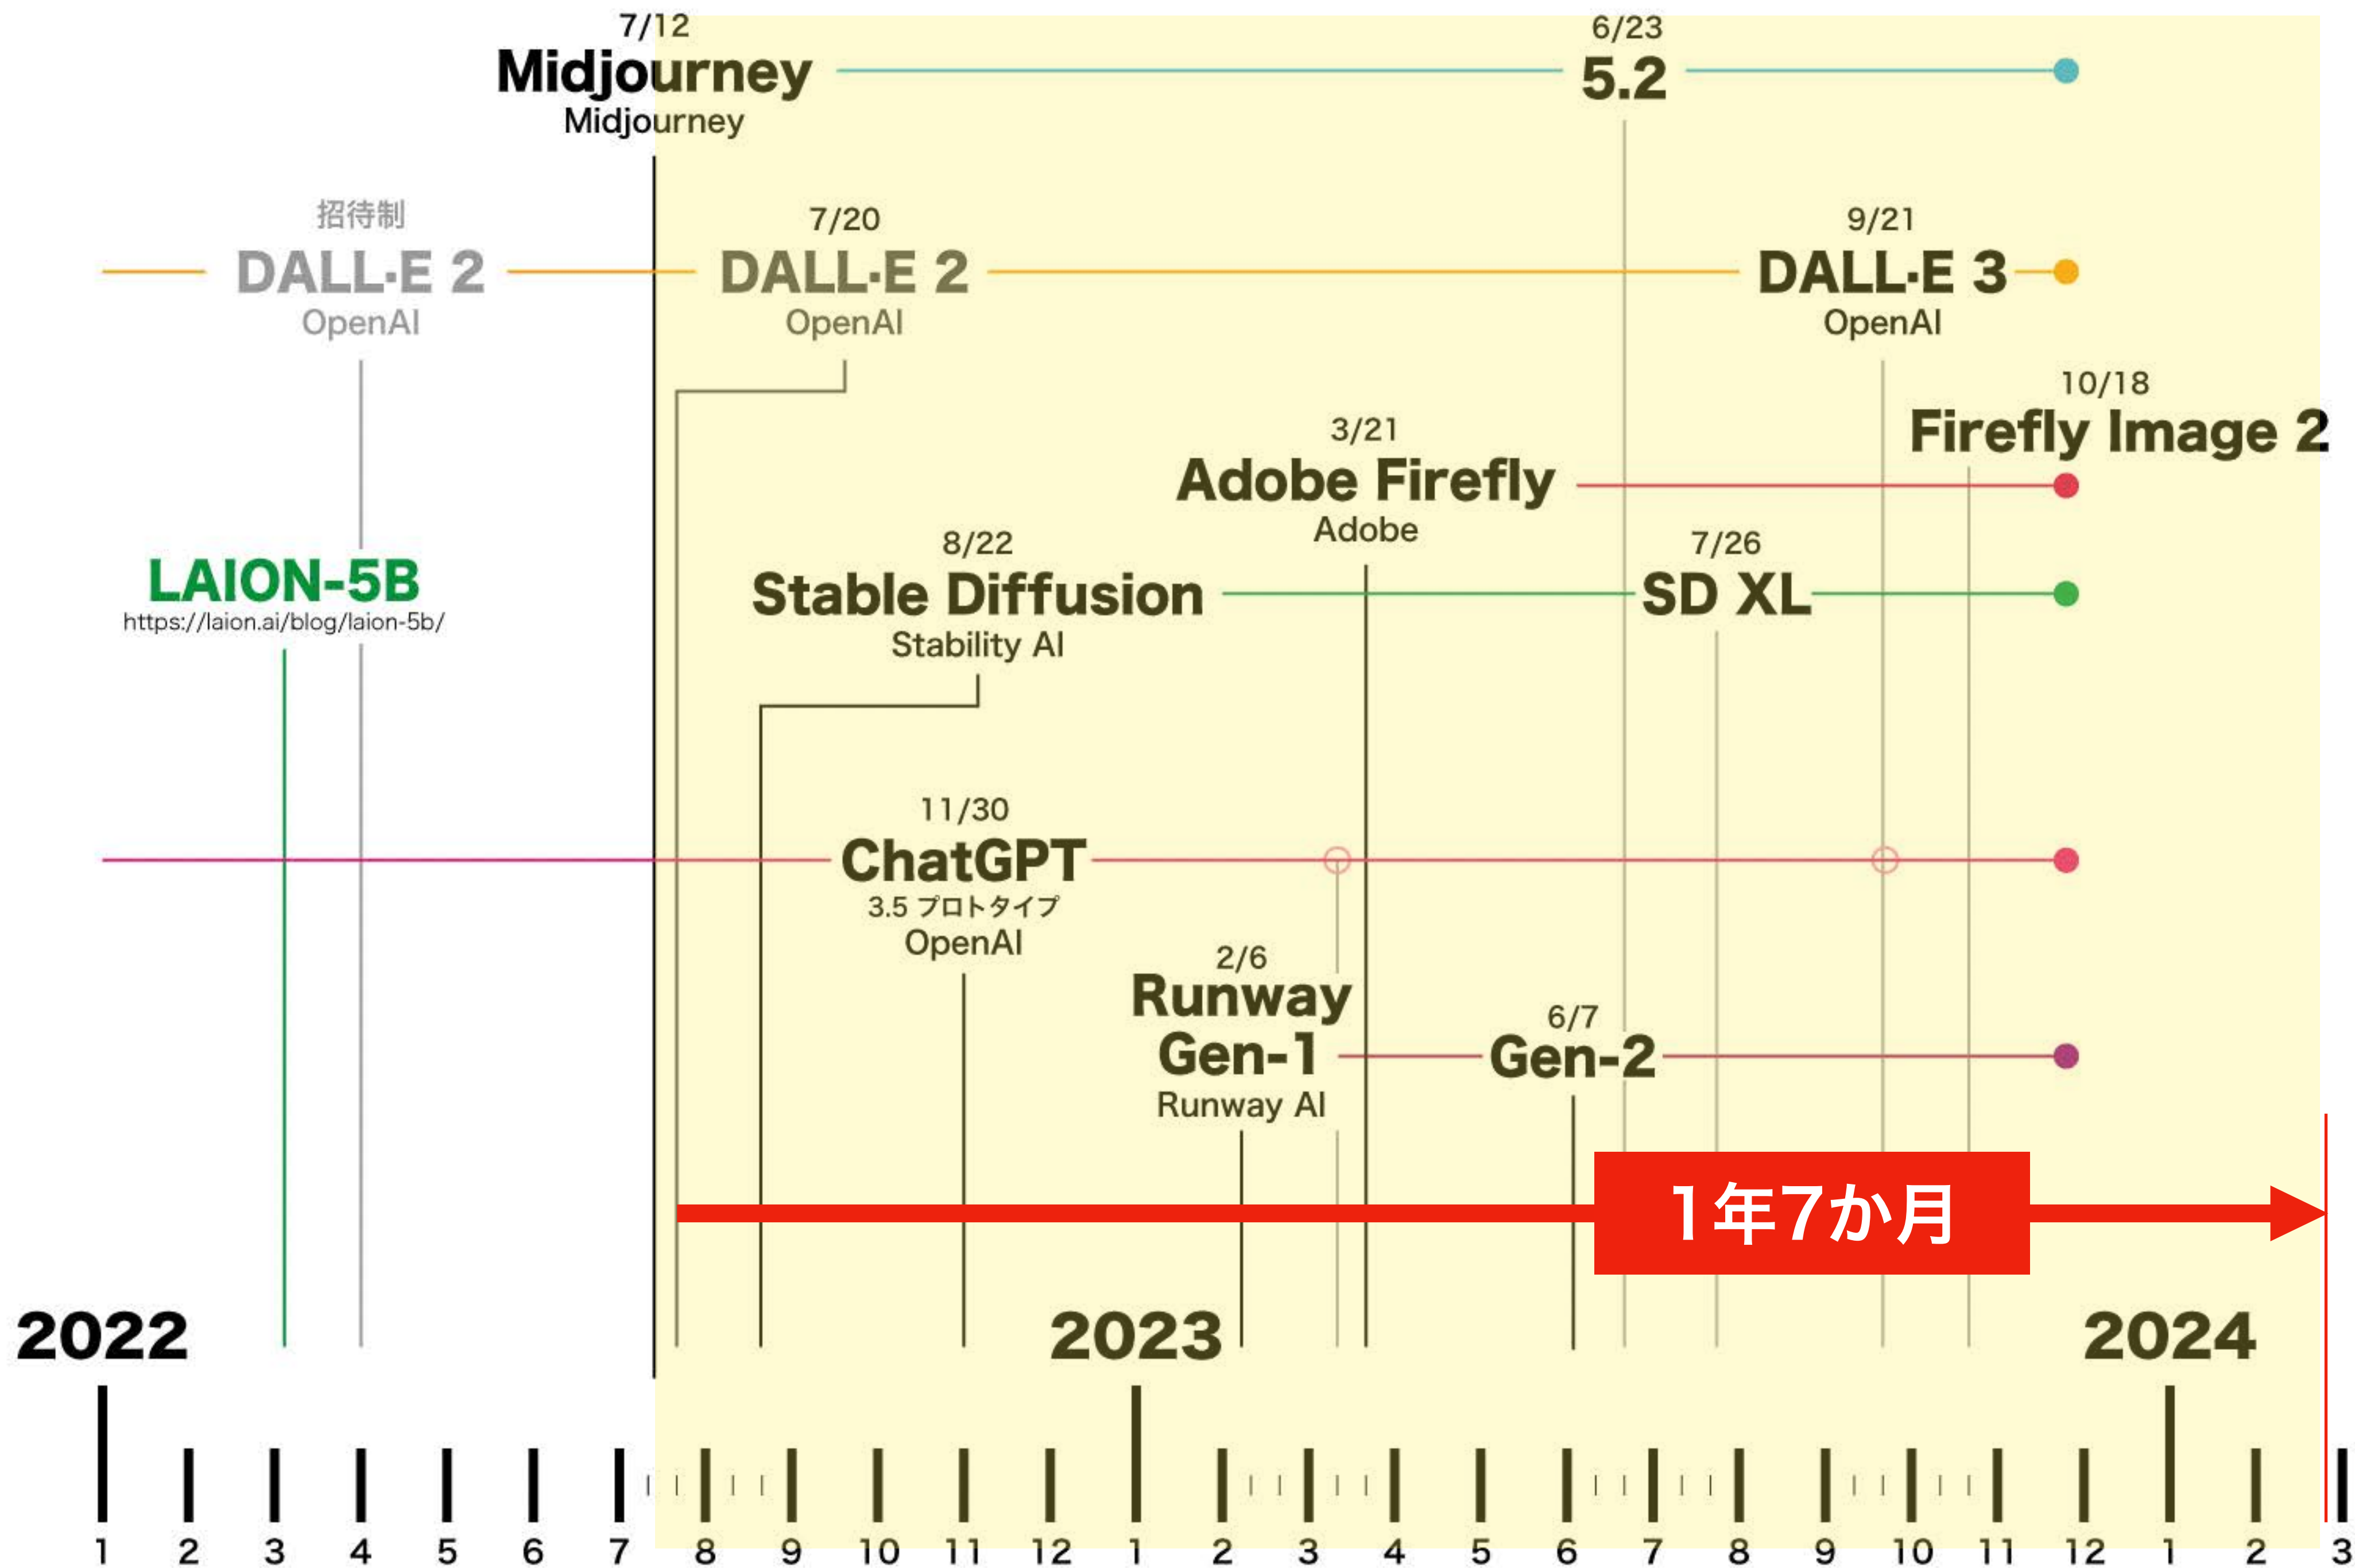 7/12
Midjourney
Midjourney
6/23
5.2
招待制
DALL·E 2
OpenAI
7/20
DALL·E 2
OpenAI
9/21
DALL·E 3
OpenAI
10/18
Firefly Image 2
3/21
Adobe Firefly
Adobe
LAION-5B
https://laion.ai/blog/laion-5b/
8/22
Stable Diffusion
Stability AI
7/26
SD XL
11/30
ChatGPT
3.5 プロトタイプ
OpenAI
2/6
Runway
Gen-1
Runway AI
6/7
Gen-2
1年7か月
2022
2023
2024
1 2 3 4 5 6 7 8 9 10 11 12 1 2 3 4 5 6 7 8 9 10 11 12 1 2 3